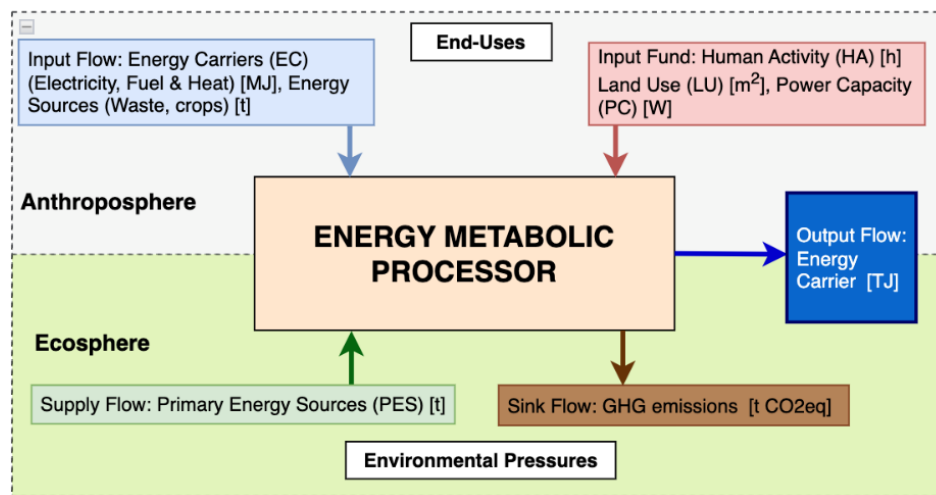 End-Uses
Input Flow: Energy Carriers (EC)
(Electricity, Fuel & Heat) [MJ], Energy
Sources (Waste, crops) [t]
Input Fund: Human Activity (HA) [h]
Land Use (LU) [m²], Power Capacity
(PC) [W]
Anthroposphere
ENERGY METABOLIC
PROCESSOR
Output Flow:
Energy
Carrier [TJ]
Ecosphere
Supply Flow: Primary Energy Sources (PES) [t]
Sink Flow: GHG emissions [t CO2eq]
Environmental Pressures